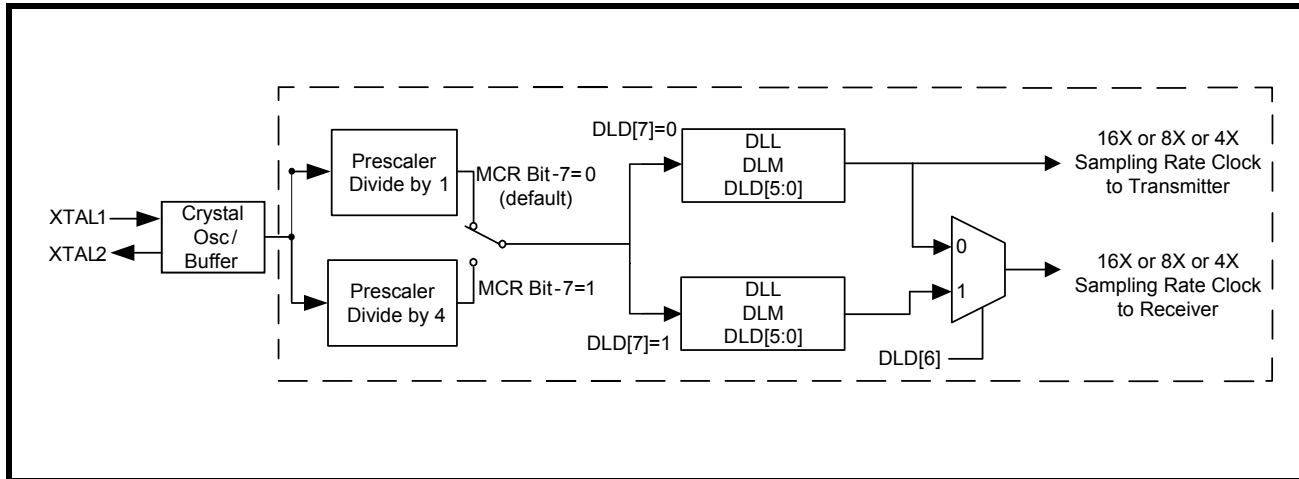 XTAL1
XTAL2
Crystal
Osc/
Buffer
Prescaler
Divide by 1
Prescaler
Divide by 4
MCR Bit-7=0
(default)
MCR Bit-7=1
DLD[7]=0
DLL
DLM
DLD[5:0]
DLD[7]=1
DLL
DLM
DLD[5:0]
0
1
DLD[6]
16X or 8X or 4X
Sampling Rate Clock
to Transmitter
16X or 8X or 4X
Sampling Rate Clock
to Receiver